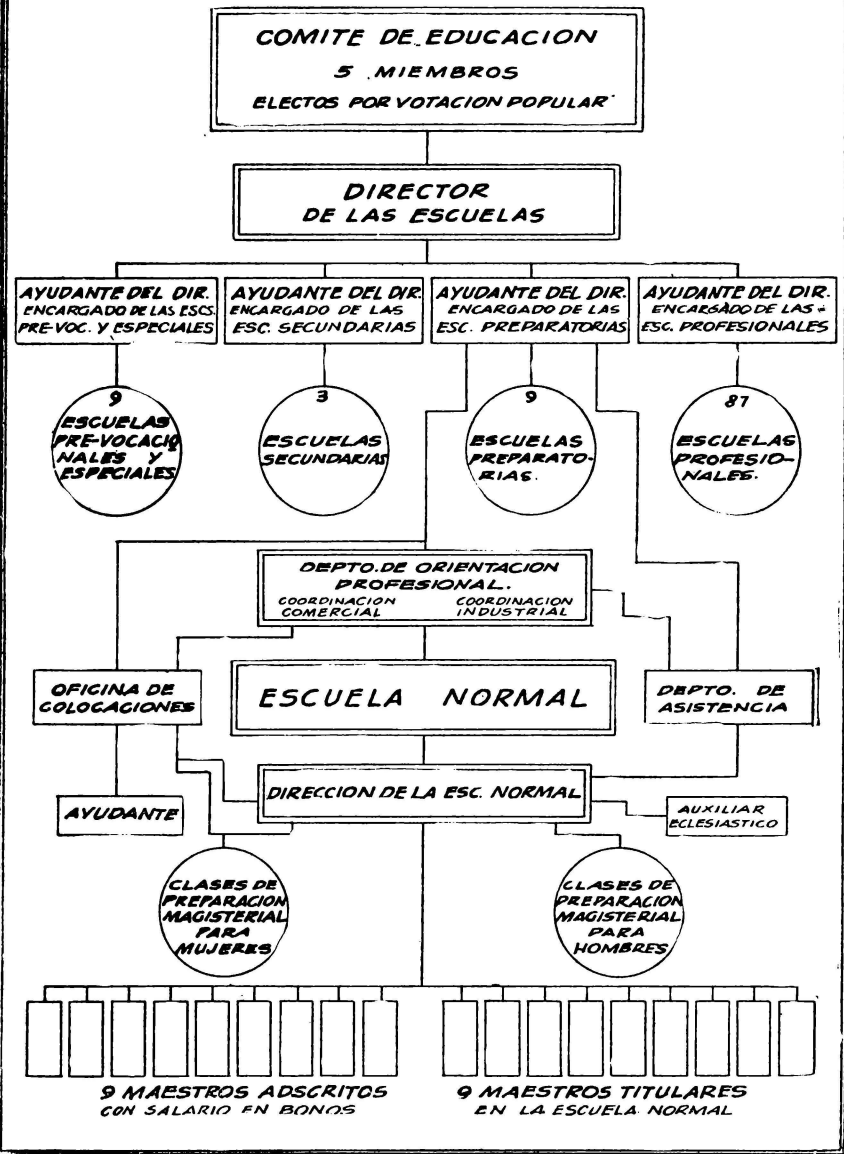 COMITE DE EDUCACION
5 MIEMBROS
ELECTOS POR VOTACION POPULAR
DIRECTOR
DE LAS ESCUELAS
AYUDANTE DEL DIR.
ENCARGADO DE LAS ESCS.
PRE-VOC. Y ESPECIALES
AYUDANTE DEL DIR.
ENCARGADO DE LAS
ESC. SECUNDARIAS
AYUDANTE DEL DIR.
ENCARGADO DE LAS
ESC. PREPARATORIAS
AYUDANTE DEL DIR.
ENCARGADO DE LAS
ESC. PROFESIONALES
9
ESCUELAS
PRE-VOCACIO
NALES Y
ESPECIALES
3
ESCUELAS
SECUNDARIAS
9
ESCUELAS
PREPARATO-
RIAS.
87
ESCUELAS
PROFESIO-
NALES.
DEPTO. DE ORIENTACION
PROFESIONAL.
COORDINACION
COMERCIAL
COORDINACION
INDUSTRIAL
OFICINA DE
COLOCACIONES
ESCUELA NORMAL
DEPTO. DE
ASISTENCIA
AYUDANTE
DIRECCION DE LA ESC. NORMAL
AUXILIAR
ECLESIASTICO
CLASES DE
PREPARACION
MAGISTERIAL
PARA
MUJERES
CLASES DE
PREPARACION
MAGISTERIAL
PARA
HOMBRES
9 MAESTROS ADSCRITOS
CON SALARIO EN BONOS
9 MAESTROS TITULARES
EN LA ESCUELA NORMAL